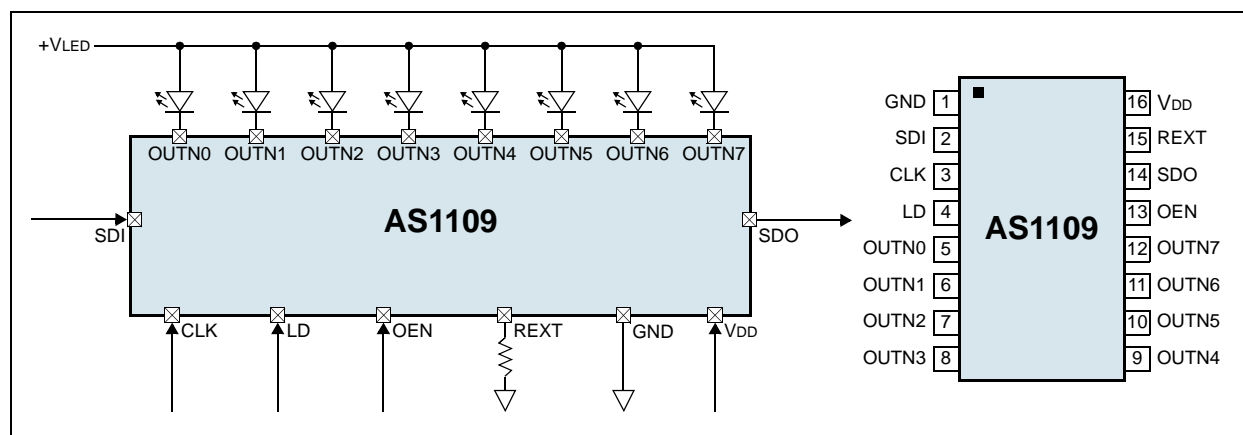 +VLED
OUTN0 OUTN1 OUTN2 OUTN3 OUTN4 OUTN5 OUTN6 OUTN7
AS1109
SDI
SDO
CLK LD OEN REXT GND VDD
GND 1
SDI 2
CLK 3
LD 4
OUTN0 5
OUTN1 6
OUTN2 7
OUTN3 8
AS1109
16 VDD
15 REXT
14 SDO
13 OEN
12 OUTN7
11 OUTN6
10 OUTN5
9 OUTN4